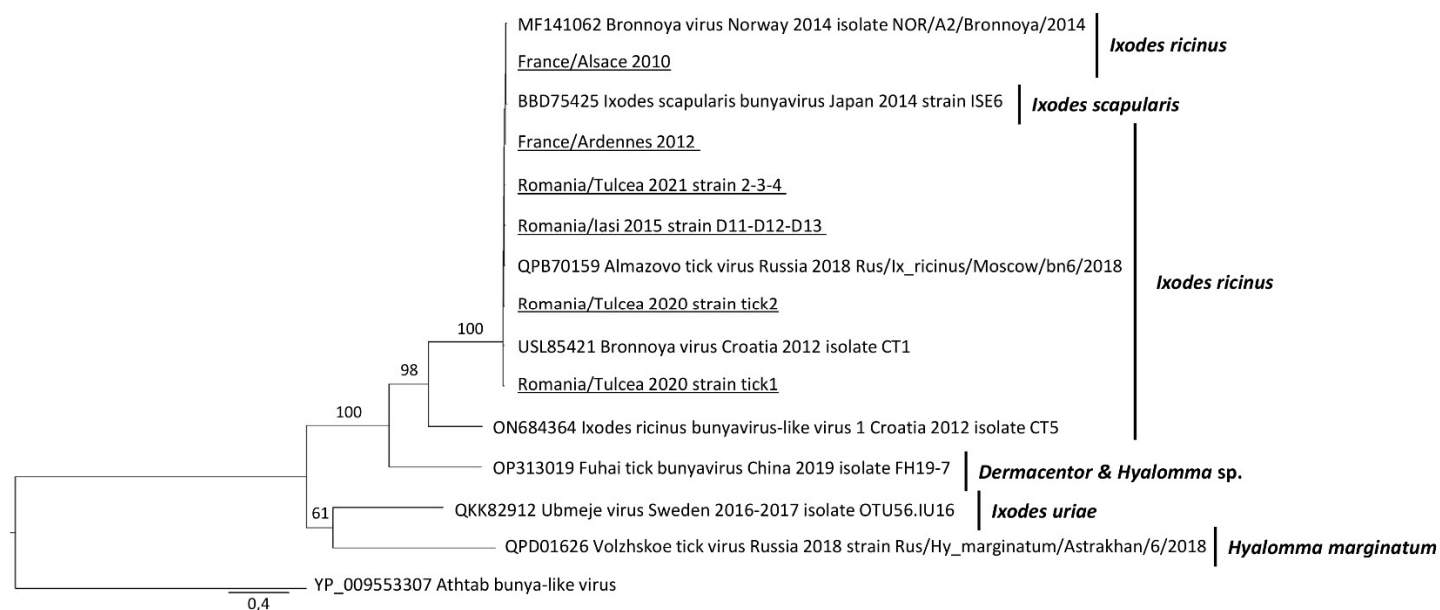 MF141062 Bronnoya virus Norway 2014 isolate NOR/A2/Bronnoya/2014
Ixodes ricinus
France/Alsace 2010
BBD75425 Ixodes scapularis bunyavirus Japan 2014 strain ISE6
Ixodes scapularis
France/Ardennes 2012
Romania/Tulcea 2021 strain 2-3-4
Romania/Iasi 2015 strain D11-D12-D13
QPB70159 Almazovo tick virus Russia 2018 Rus/Ix_ricinus/Moscow/bn6/2018
Ixodes ricinus
Romania/Tulcea 2020 strain tick2
100
USL85421 Bronnoya virus Croatia 2012 isolate CT1
98
Romania/Tulcea 2020 strain tick1
100
ON684364 Ixodes ricinus bunyavirus-like virus 1 Croatia 2012 isolate CT5
OP313019 Fuhai tick bunyavirus China 2019 isolate FH19-7
Dermacentor & Hyalomma sp.
61
QKK82912 Ubmeje virus Sweden 2016-2017 isolate OTU56.IU16
Ixodes uriae
QPD01626 Volzhskoe tick virus Russia 2018 strain Rus/Hy_marginatum/Astrakhan/6/2018
Hyalomma marginatum
YP_009553307 Athtab bunya-like virus
0,4